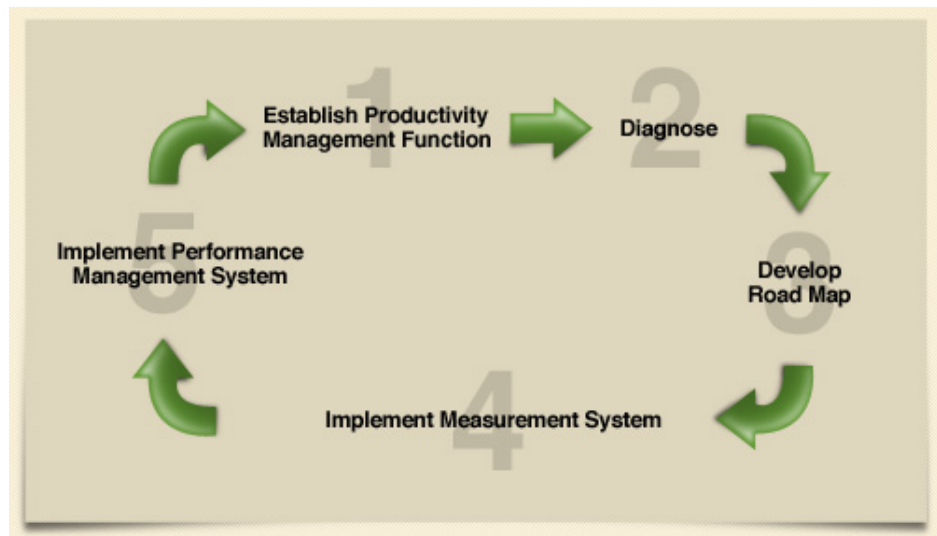 1
Establish Productivity
Management Function
2
Diagnose
3
Develop
Road Map
4
Implement Measurement System
5
Implement Performance
Management System